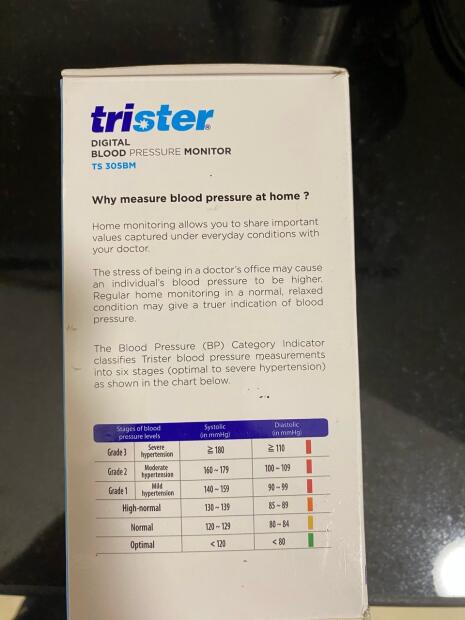 trister®
DIGITAL
BLOOD PRESSURE MONITOR
TS 305BM
Why measure blood pressure at home ?
Home monitoring allows you to share important
values captured under everyday conditions with
your doctor.
The stress of being in a doctor's office may cause
an individual's blood pressure to be higher.
Regular home monitoring in a normal, relaxed
condition may give a truer indication of blood
pressure.
The Blood Pressure (BP) Category Indicator
classifies Trister blood pressure measurements
into six stages (optimal to severe hypertension)
as shown in the chart below.
Stages of blood pressure levels Systolic (in mmHg) Diastolic (in mmHg)
Grade 3 Severe hypertension ≧ 180 ≧ 110
Grade 2 Moderate hypertension 160 ~ 179 100 ~ 109
Grade 1 Mild hypertension 140 ~ 159 90 ~ 99
High-normal 130 ~ 139 85 ~ 89
Normal 120 ~ 129 80 ~ 84
Optimal < 120 < 80